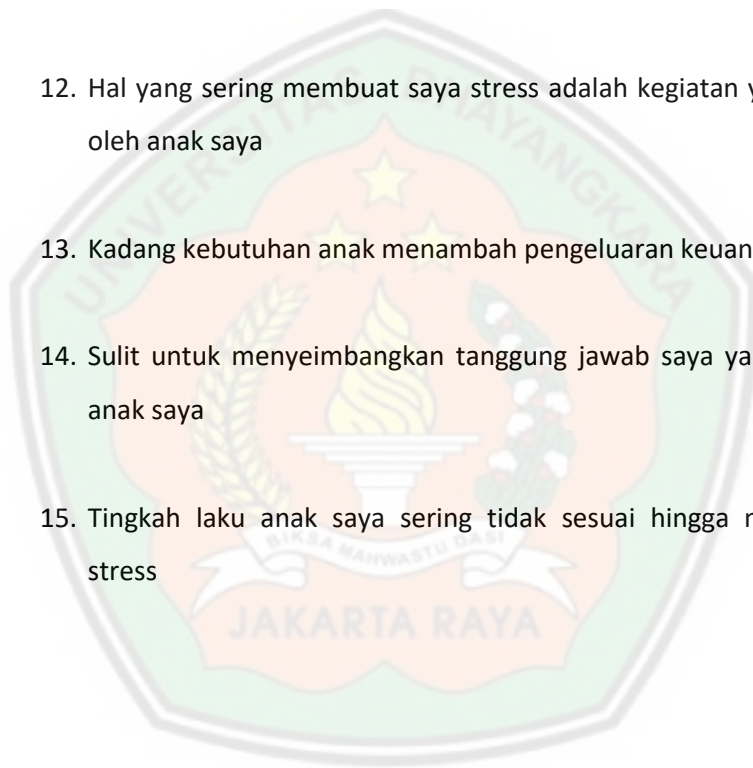 UNIVERSITAS BHAYANGKARA
12. Hal yang sering membuat saya stress adalah kegiatan
oleh anak saya
13. Kadang kebutuhan anak menambah pengeluaran
14. Sulit untuk menyeimbangkan tanggung jawab saya
anak saya
15. Tingkah laku anak saya sering tidak sesuai hingga
stress
BIKSA MAHWASTU DASI
JAKARTA RAYA